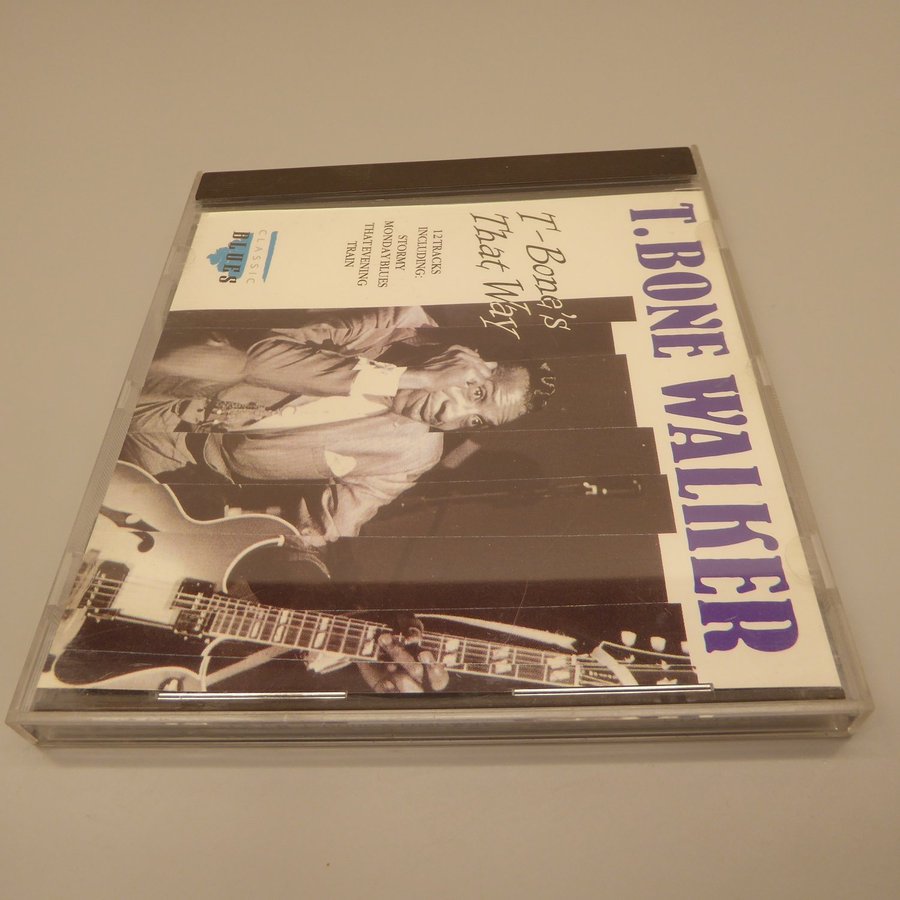 T. BONE WALKER
T-Bone's
That Way
12 TRACKS
INCLUDING:
STORMY
MONDAY BLUES
THAT EVENING
TRAIN
CLASSIC
BLUES